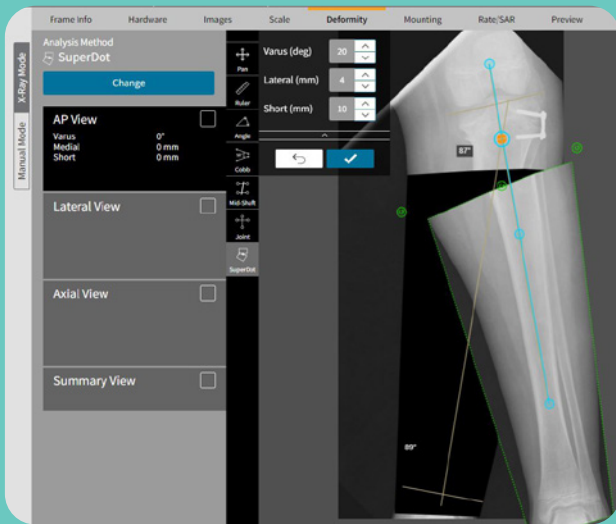 Frame Info Hardware Images Scale Deformity Mounting Rate/SAR Preview
X-Ray Mode
Manual Mode
Analysis Method
SuperDot
Change
AP View
Varus 0°
Medial 0 mm
Short 0 mm
Lateral View
Axial View
Summary View
Pan
Ruler
Angle
Cobb
Mid-Shaft
Joint
SuperDot
Varus (deg) 20
Lateral (mm) 4
Short (mm) 10
87°
89°